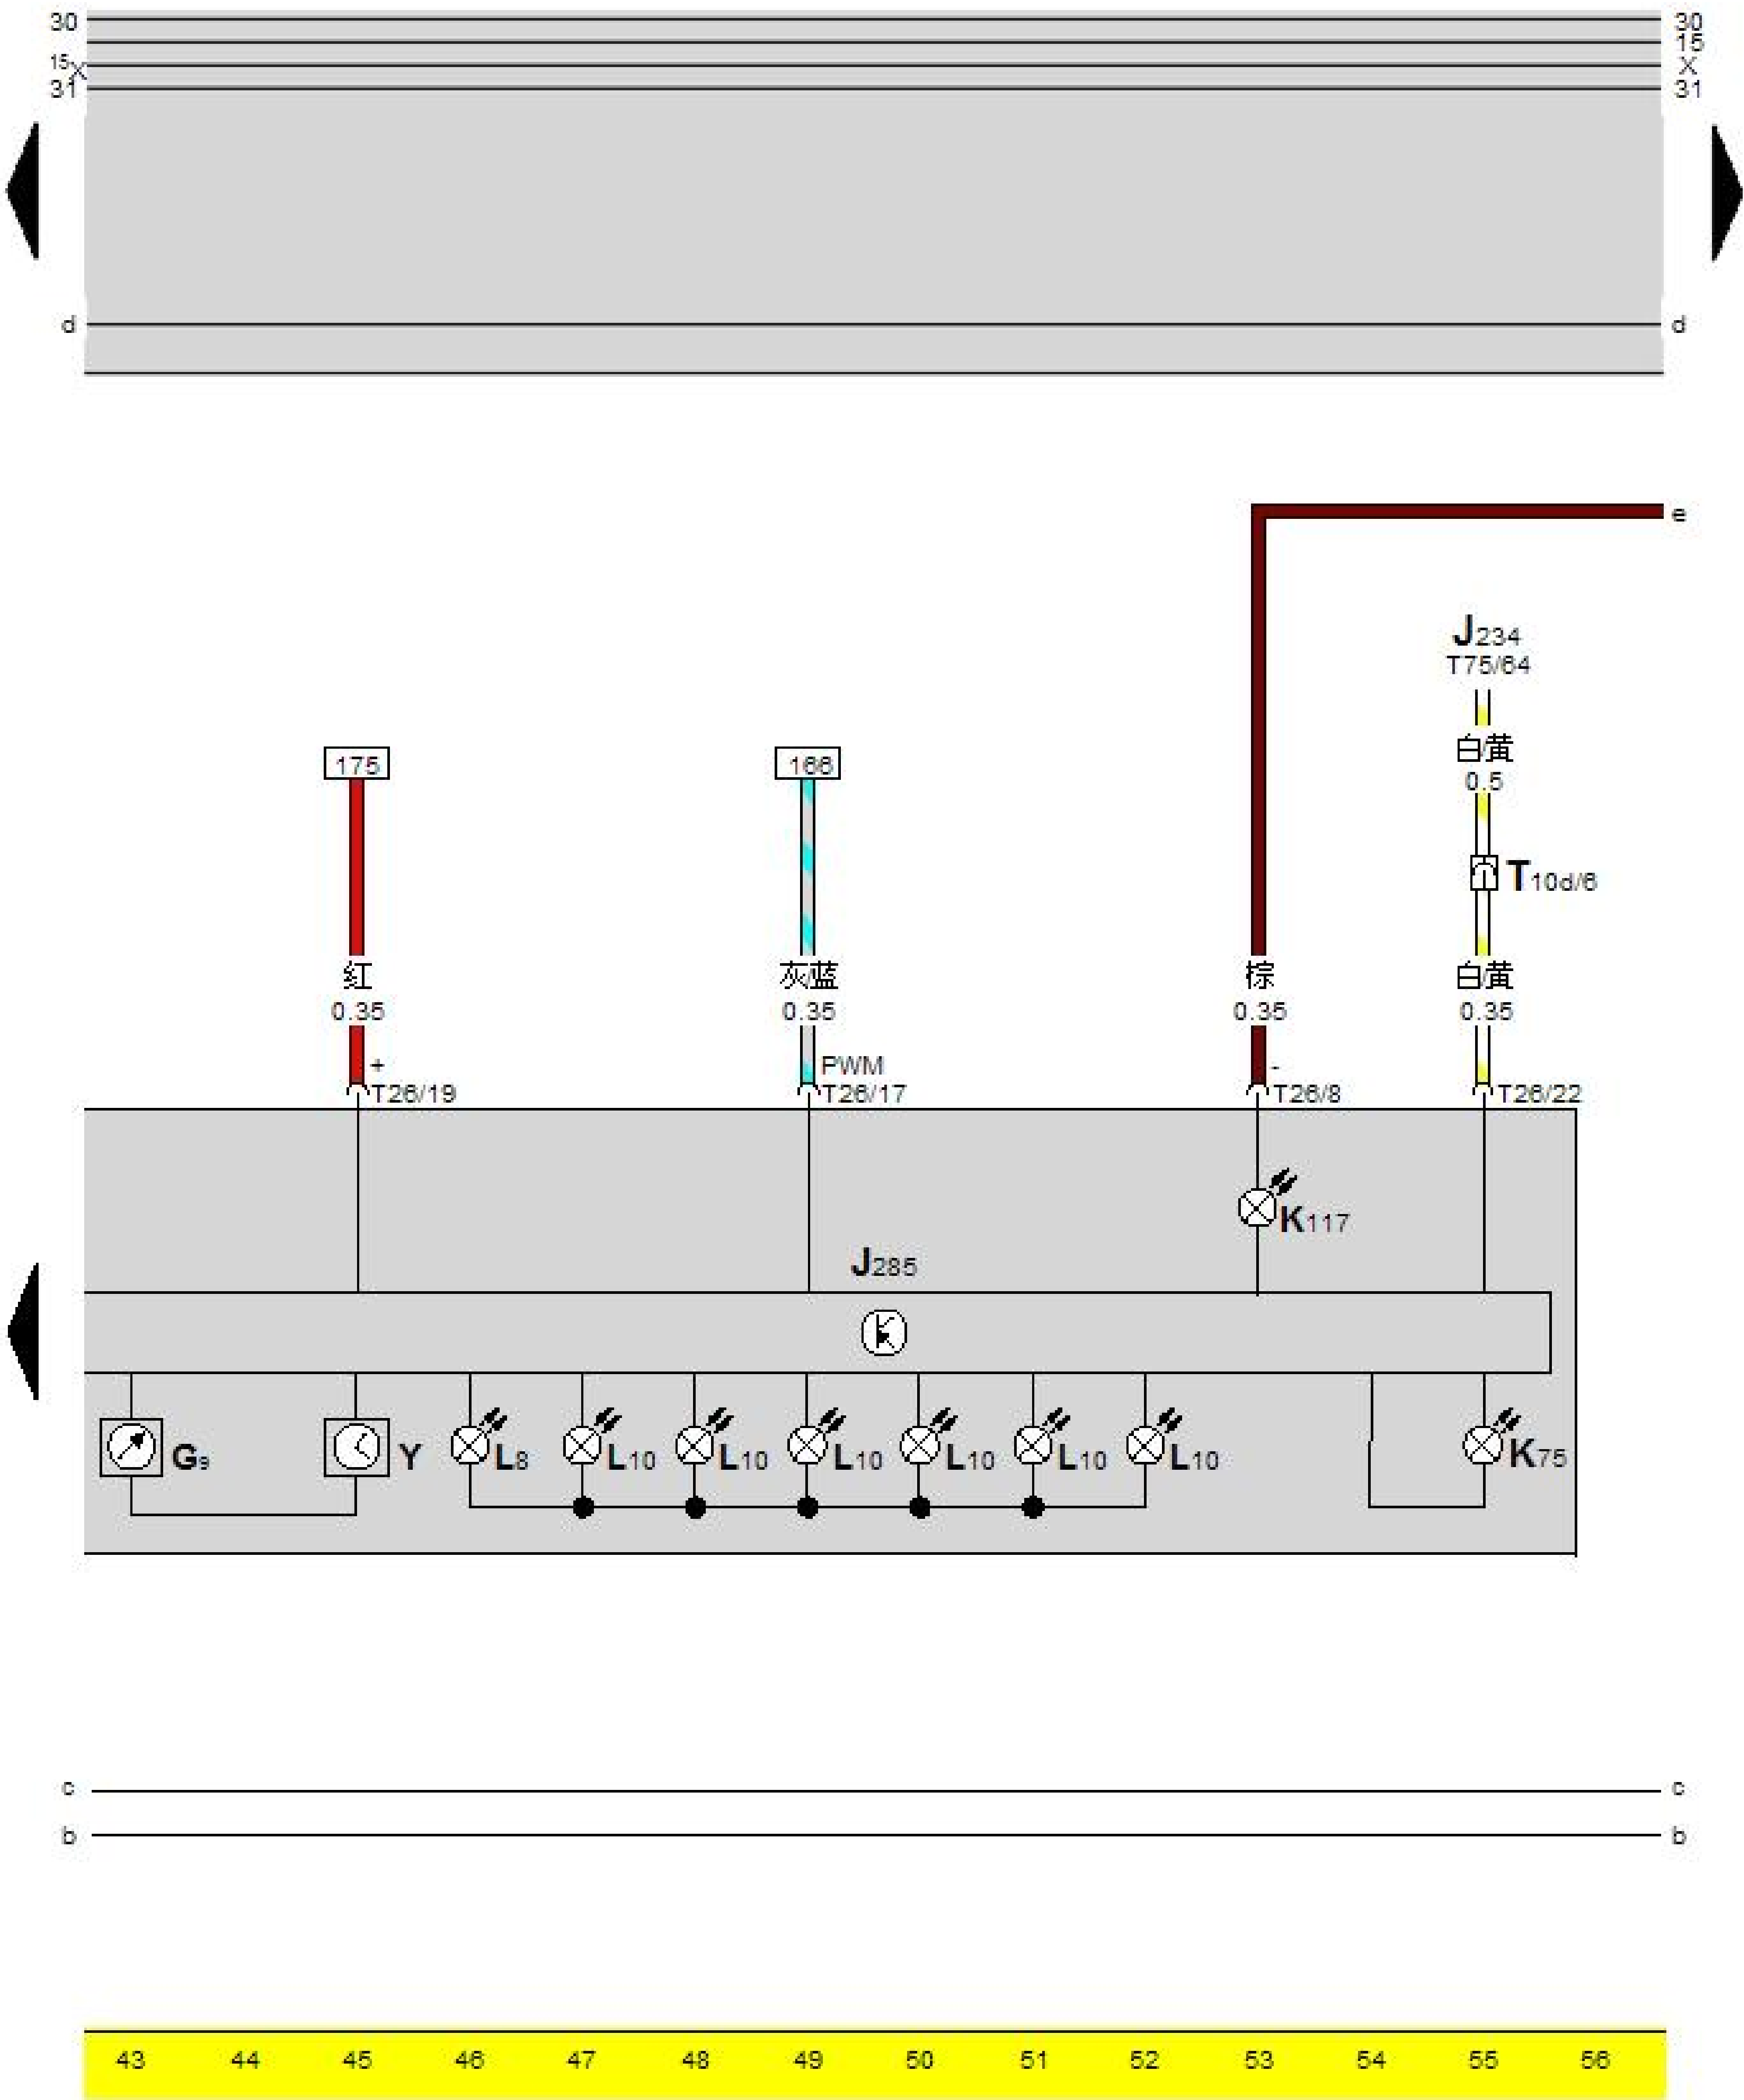 30 30
15
15 X X
31 31
d d
e
J234
T75/64
175 166 白/黄
0.5
T10d/6
红 灰/蓝 棕 白/黄
0.35 0.35 0.35 0.35
+ PWM -
T26/19 T26/17 T26/8 T26/22
K117
J285
G9 Y L8 L10 L10 L10 L10 L10 L10 K75
c c
b b
43 44 45 46 47 48 49 50 51 52 53 54 55 56